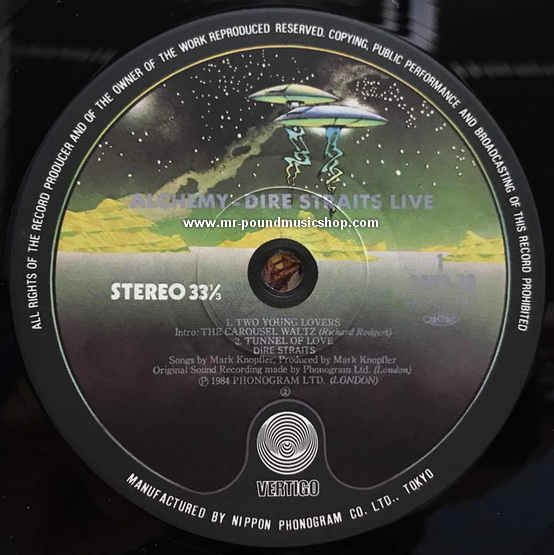 ALL RIGHTS OF THE RECORD PRODUCER AND OF THE OWNER OF THE WORK REPRODUCED RESERVED. COPYING, PUBLIC PERFORMANCE AND BROADCASTING OF THIS RECORD PROHIBITED
ALCHEMY-DIRE STRAITS LIVE
www.mr-poundmusicshop.com
1
STEREO 33⅓
1. TWO YOUNG LOVERS
Intro: THE CAROUSEL WALTZ (Richard Rodgers)
2. TUNNEL OF LOVE
DIRE STRAITS
Songs by Mark Knopfler, Produced by Mark Knopfler
Original Sound Recording made by Phonogram Ltd. (London)
Ⓟ 1984 PHONOGRAM LTD. (LONDON)
②
VERTIGO
MANUFACTURED BY NIPPON PHONOGRAM CO. LTD., TOKYO